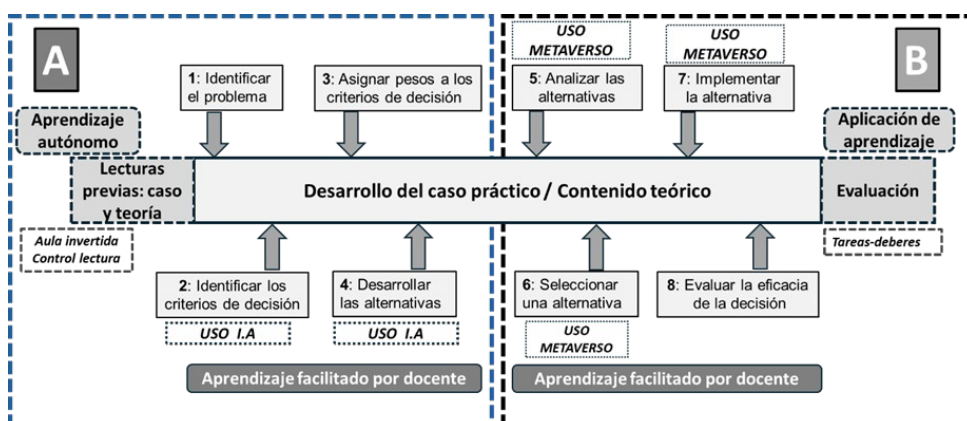 A
Aprendizaje
autónomo
Lecturas
previas: caso
y teoría
Aula invertida
Control lectura
1: Identificar
el problema
3: Asignar pesos a los
criterios de decisión
USO
METAVERSO
5: Analizar las
alternativas
USO
METAVERSO
7: Implementar
la alternativa
B
Aplicación de
aprendizaje
Desarrollo del caso práctico / Contenido teórico
Evaluación
Tareas-deberes
2: Identificar los
criterios de decisión
USO I.A
4: Desarrollar
las alternativas
USO I.A
6: Seleccionar
una alternativa
USO
METAVERSO
8: Evaluar la eficacia
de la decisión
Aprendizaje facilitado por docente
Aprendizaje facilitado por docente